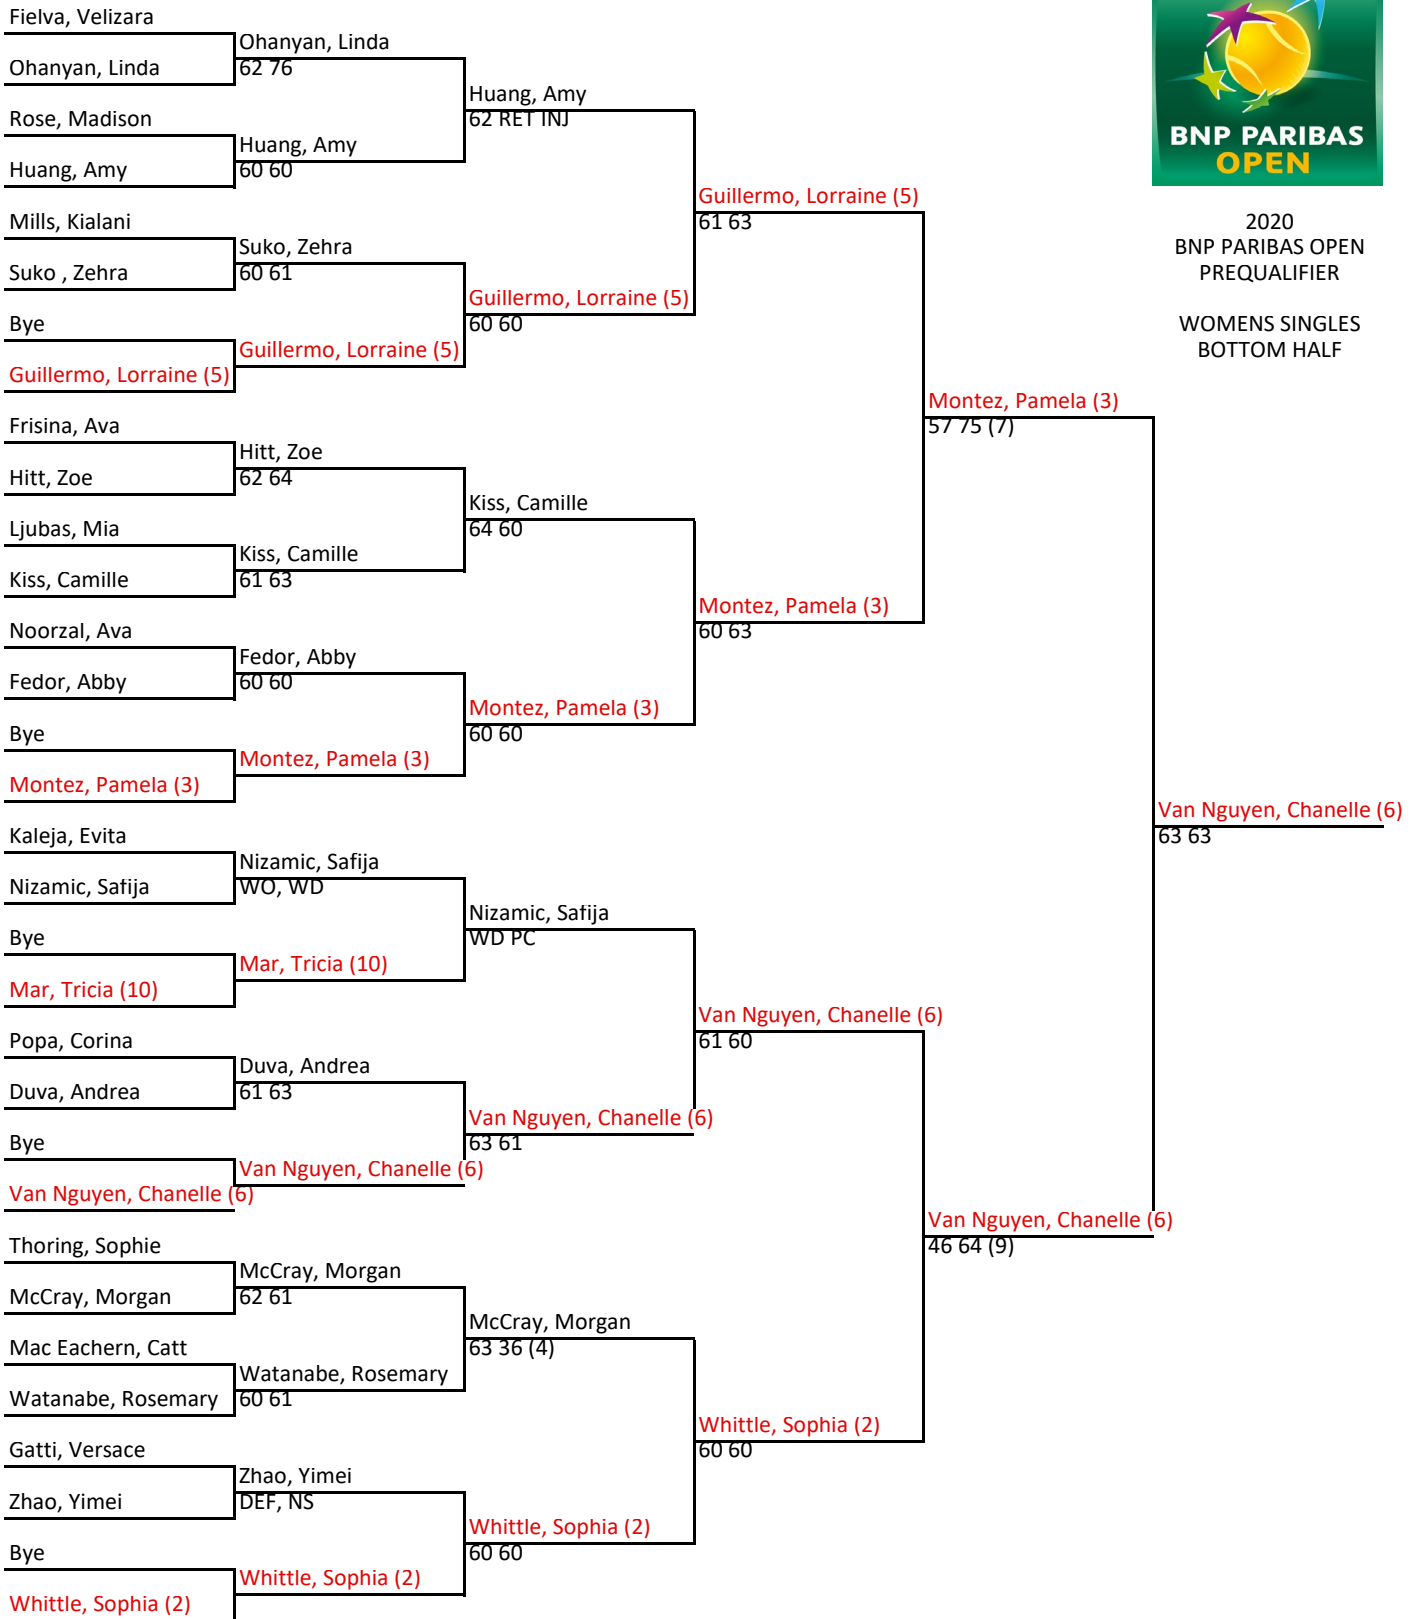 Fielva, Velizara
Ohanyan, Linda
Ohanyan, Linda
62 76
Huang, Amy
62 RET INJ
Rose, Madison
Huang, Amy
Huang, Amy
60 60
Guillermo, Lorraine (5)
61 63
Mills, Kialani
Suko, Zehra
Suko , Zehra
60 61
Guillermo, Lorraine (5)
60 60
Bye
Guillermo, Lorraine (5)
Guillermo, Lorraine (5)
Montez, Pamela (3)
57 75 (7)
Frisina, Ava
Hitt, Zoe
Hitt, Zoe
62 64
Kiss, Camille
64 60
Ljubas, Mia
Kiss, Camille
Kiss, Camille
61 63
Montez, Pamela (3)
60 63
Noorzal, Ava
Fedor, Abby
Fedor, Abby
60 60
Montez, Pamela (3)
60 60
Bye
Montez, Pamela (3)
Montez, Pamela (3)
Van Nguyen, Chanelle (6)
63 63
Kaleja, Evita
Nizamic, Safija
Nizamic, Safija
WO, WD
Nizamic, Safija
WD PC
Bye
Mar, Tricia (10)
Mar, Tricia (10)
Van Nguyen, Chanelle (6)
61 60
Popa, Corina
Duva, Andrea
Duva, Andrea
61 63
Van Nguyen, Chanelle (6)
63 61
Bye
Van Nguyen, Chanelle (6)
Van Nguyen, Chanelle (6)
Van Nguyen, Chanelle (6)
46 64 (9)
Thoring, Sophie
McCray, Morgan
McCray, Morgan
62 61
McCray, Morgan
63 36 (4)
Mac Eachern, Catt
Watanabe, Rosemary
Watanabe, Rosemary
60 61
Whittle, Sophia (2)
60 60
Gatti, Versace
Zhao, Yimei
Zhao, Yimei
DEF, NS
Whittle, Sophia (2)
60 60
Bye
Whittle, Sophia (2)
Whittle, Sophia (2)
BNP PARIBAS
OPEN
2020
BNP PARIBAS OPEN
PREQUALIFIER
WOMENS SINGLES
BOTTOM HALF